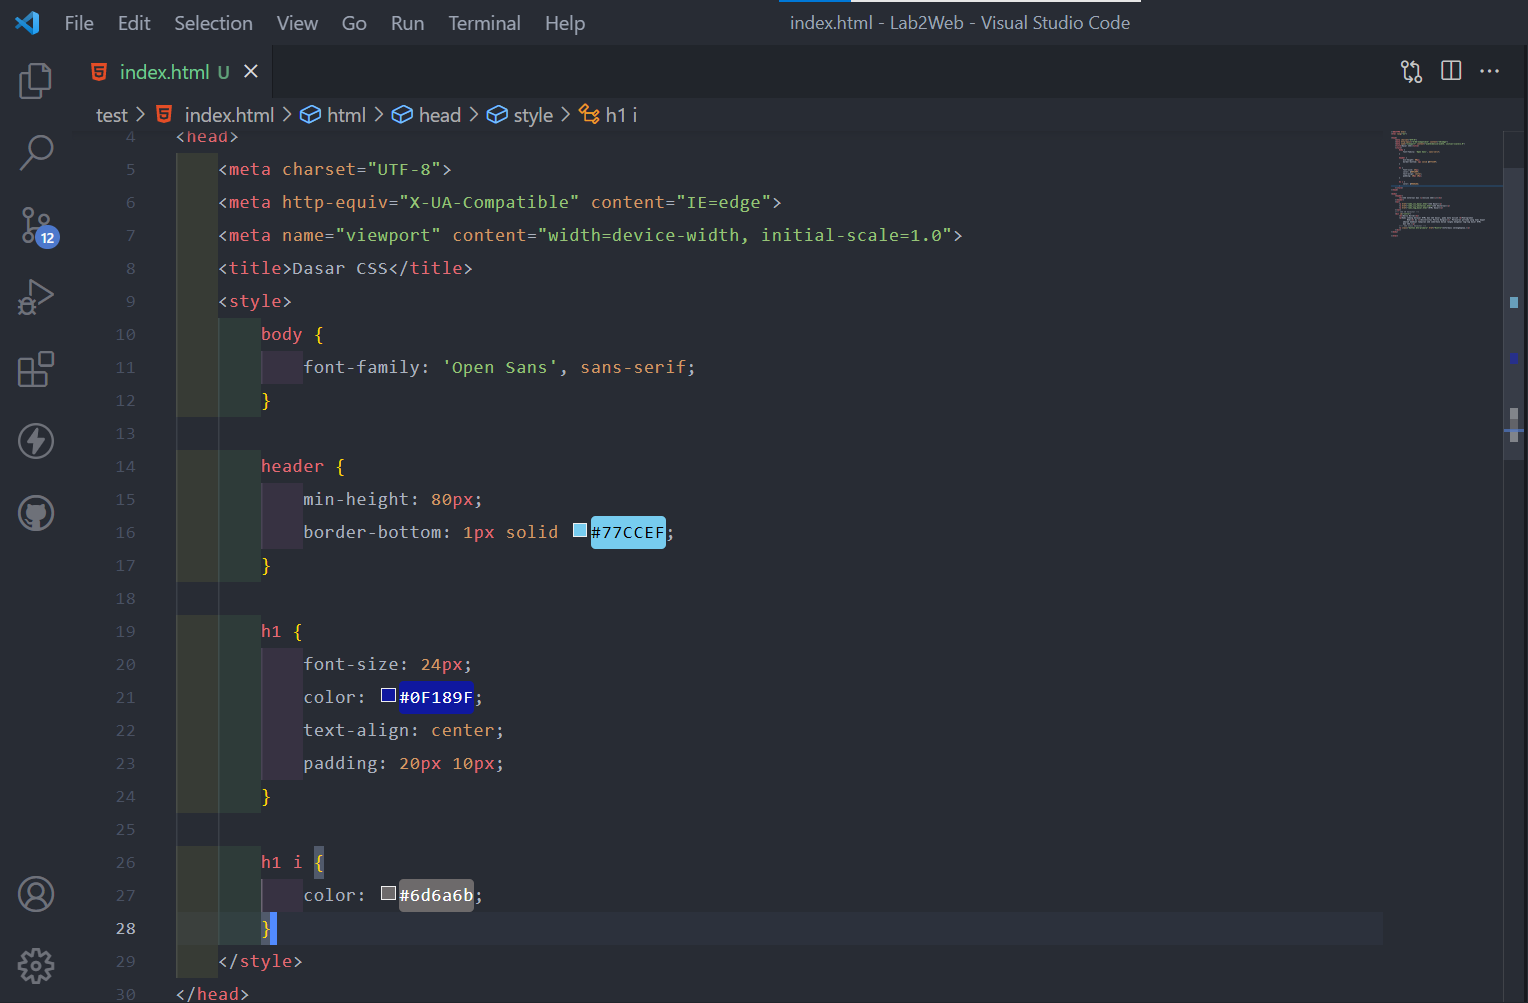 File Edit Selection View Go Run Terminal Help index.html - Lab2Web - Visual Studio Code
index.html U
test > index.html > html > head > style > h1 i
12
4 <head>
5 <meta charset="UTF-8">
6 <meta http-equiv="X-UA-Compatible" content="IE=edge">
7 <meta name="viewport" content="width=device-width, initial-scale=1.0">
8 <title>Dasar CSS</title>
9 <style>
10 body {
11 font-family: 'Open Sans', sans-serif;
12 }
13
14 header {
15 min-height: 80px;
16 border-bottom: 1px solid #77CCEF;
17 }
18
19 h1 {
20 font-size: 24px;
21 color: #0F189F;
22 text-align: center;
23 padding: 20px 10px;
24 }
25
26 h1 i {
27 color: #6d6a6b;
28 }
29 </style>
30 </head>